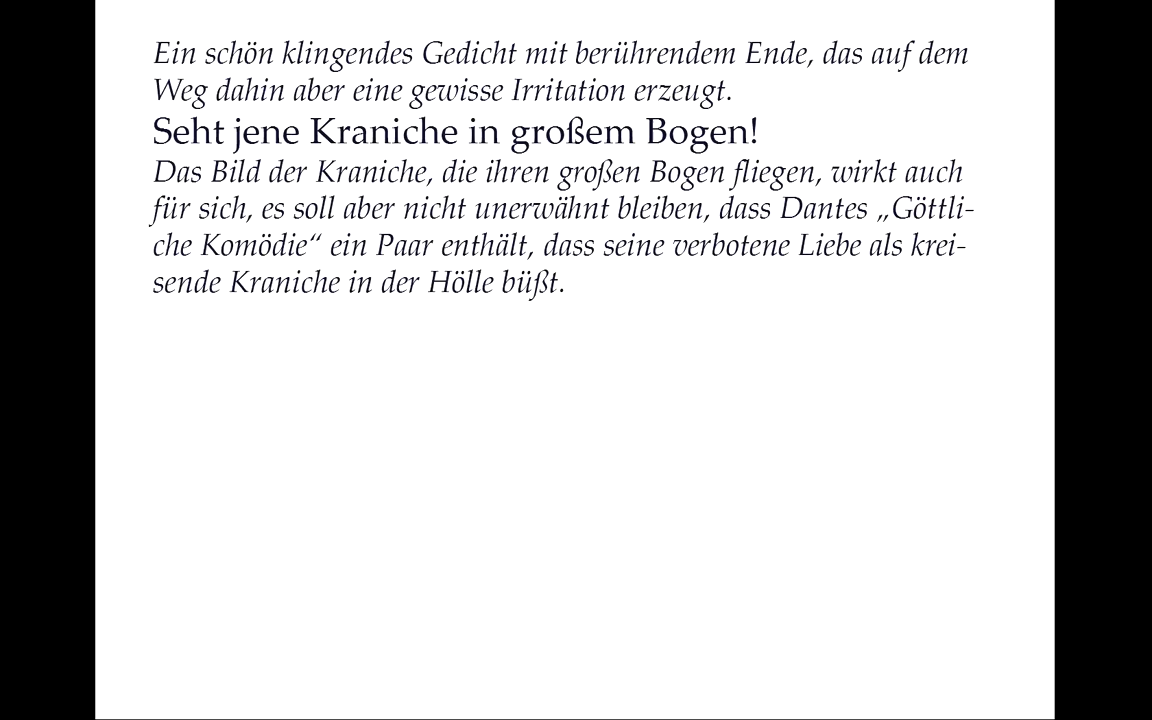 Ein schön klingendes Gedicht mit berührendem Ende, das auf dem
Weg dahin aber eine gewisse Irritation erzeugt.
Seht jene Kraniche in großem Bogen!
Das Bild der Kraniche, die ihren großen Bogen fliegen, wirkt auch
für sich, es soll aber nicht unerwähnt bleiben, dass Dantes „Göttli-
che Komödie“ ein Paar enthält, dass seine verbotene Liebe als krei-
sende Kraniche in der Hölle büßt.